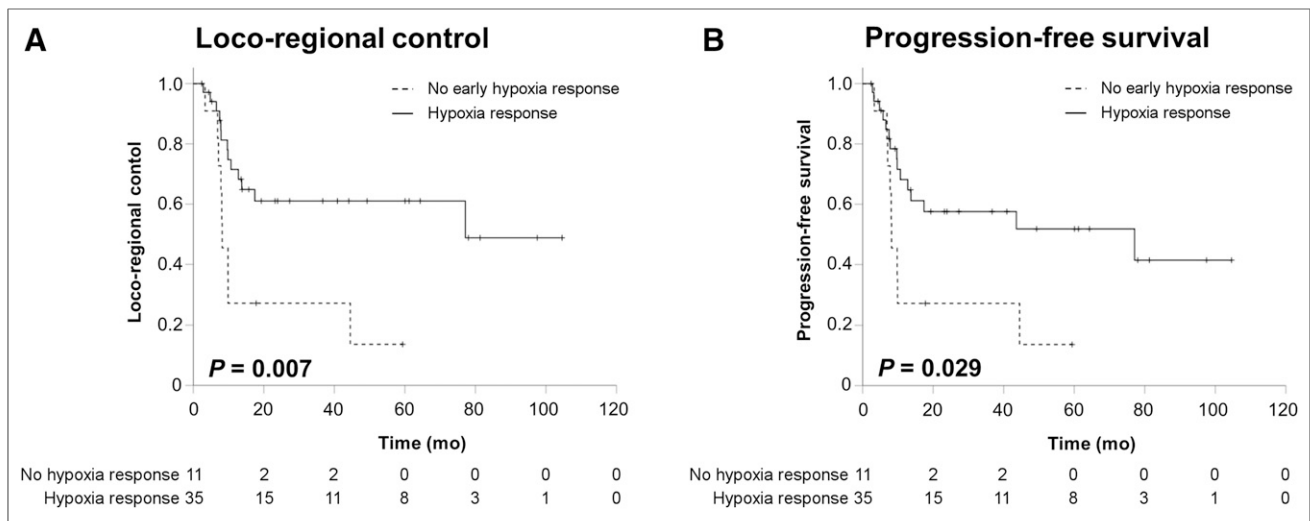 A Loco-regional control
1.0
0.8
0.6
0.4
0.2
0
Loco-regional contol
No early hypoxia response
Hypoxia response
P = 0.007
0 20 40 60 80 100 120
Time (mo)
No hypoxia response 11 2 2 0 0 0 0
Hypoxia response 35 15 11 8 3 1 0
B Progression-free survival
1.0
0.8
0.6
0.4
0.2
0
Progression-free survival
No early hypoxia response
Hypoxia response
P = 0.029
0 20 40 60 80 100 120
Time (mo)
No hypoxia response 11 2 2 0 0 0 0
Hypoxia response 35 15 11 8 3 1 0